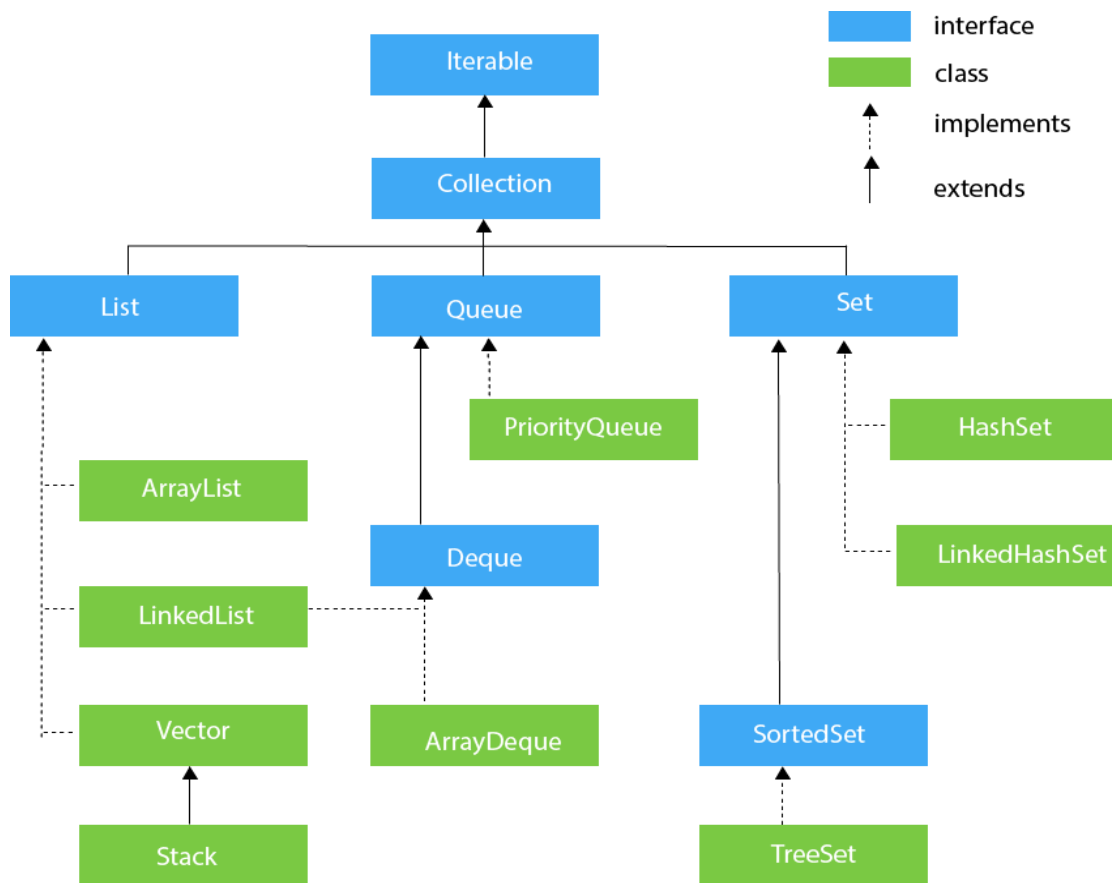 interface
Iterable
class
implements
Collection
extends
List
Queue
Set
PriorityQueue
HashSet
ArrayList
Deque
LinkedHashSet
LinkedList
Vector
ArrayDeque
SortedSet
Stack
TreeSet